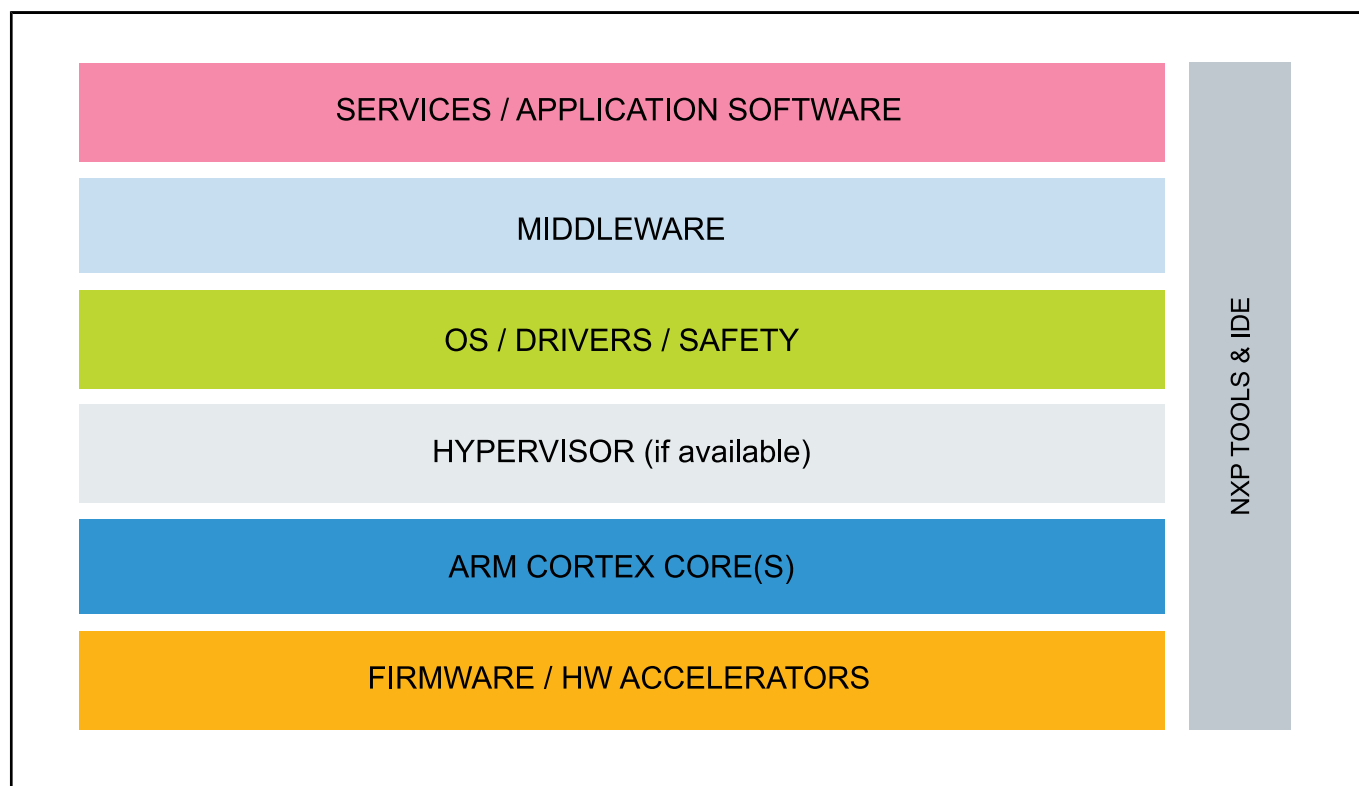 SERVICES / APPLICATION SOFTWARE
MIDDLEWARE
OS / DRIVERS / SAFETY
HYPERVISOR (if available)
ARM CORTEX CORE(S)
FIRMWARE / HW ACCELERATORS
NXP TOOLS & IDE